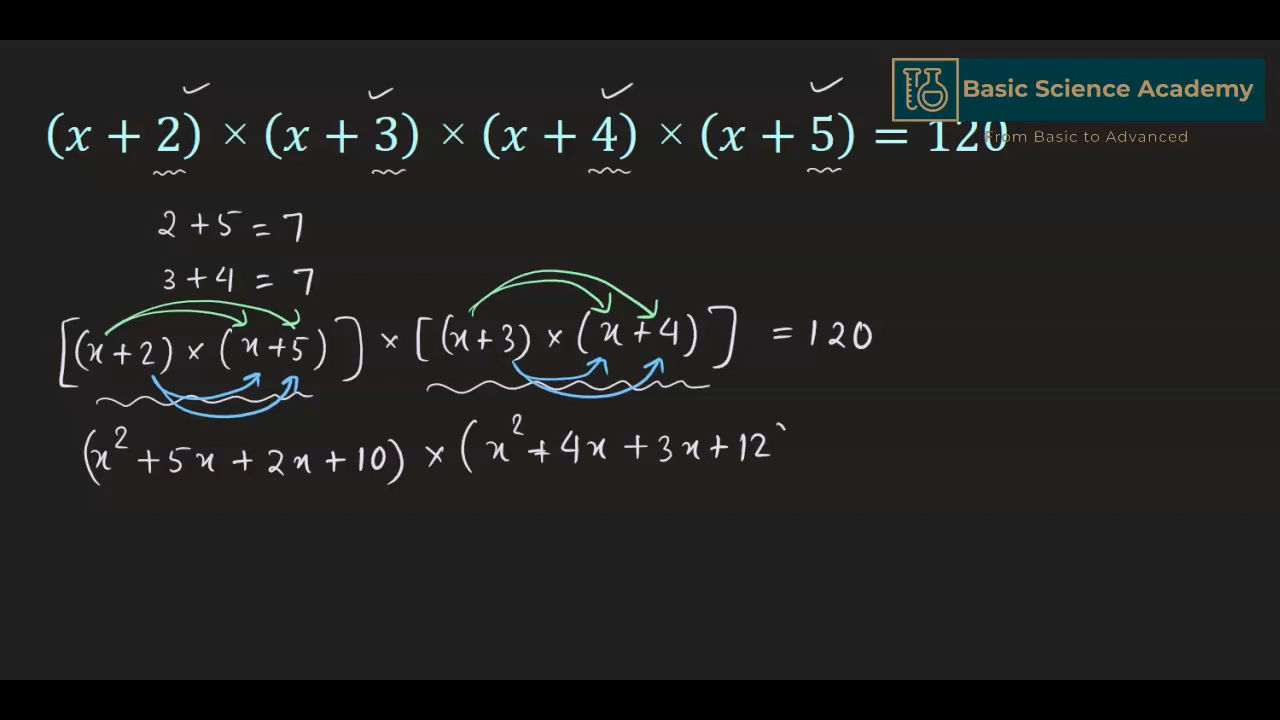 Basic Science Academy
From Basic to Advanced
(x + 2) × (x + 3) × (x + 4) × (x + 5) = 120
2 + 5 = 7
3 + 4 = 7
[(x+2) × (x+5)] × [(x+3) × (x+4)] = 120
(x² + 5x + 2x + 10) × (x² + 4x + 3x + 12